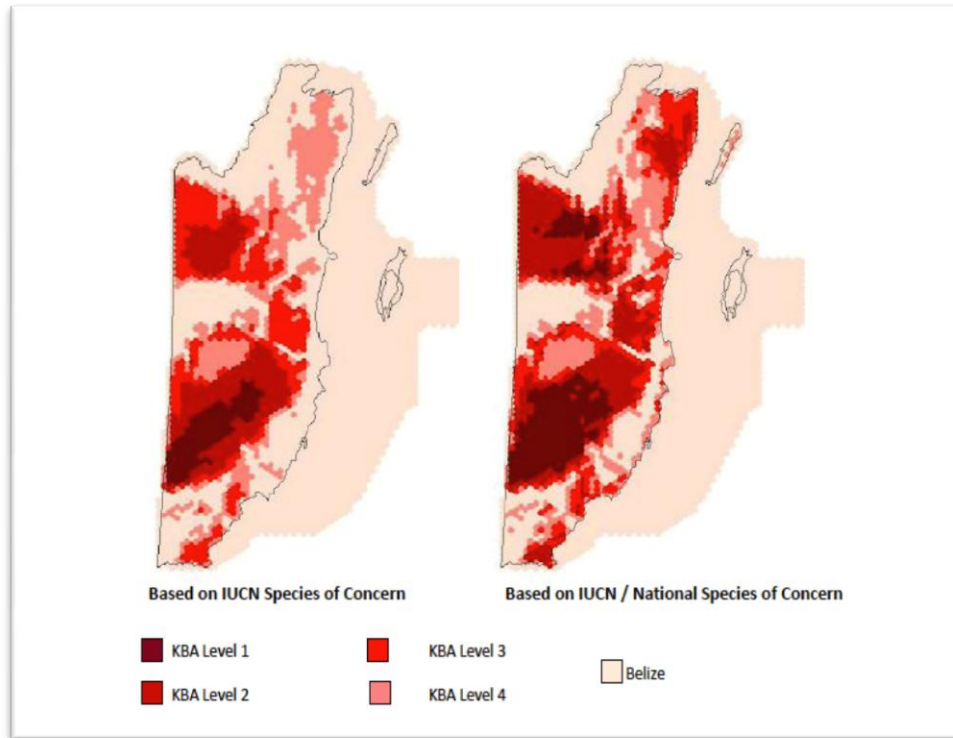 Based on IUCN Species of Concern
Based on IUCN / National Species of Concern
KBA Level 1
KBA Level 3
Belize
KBA Level 2
KBA Level 4